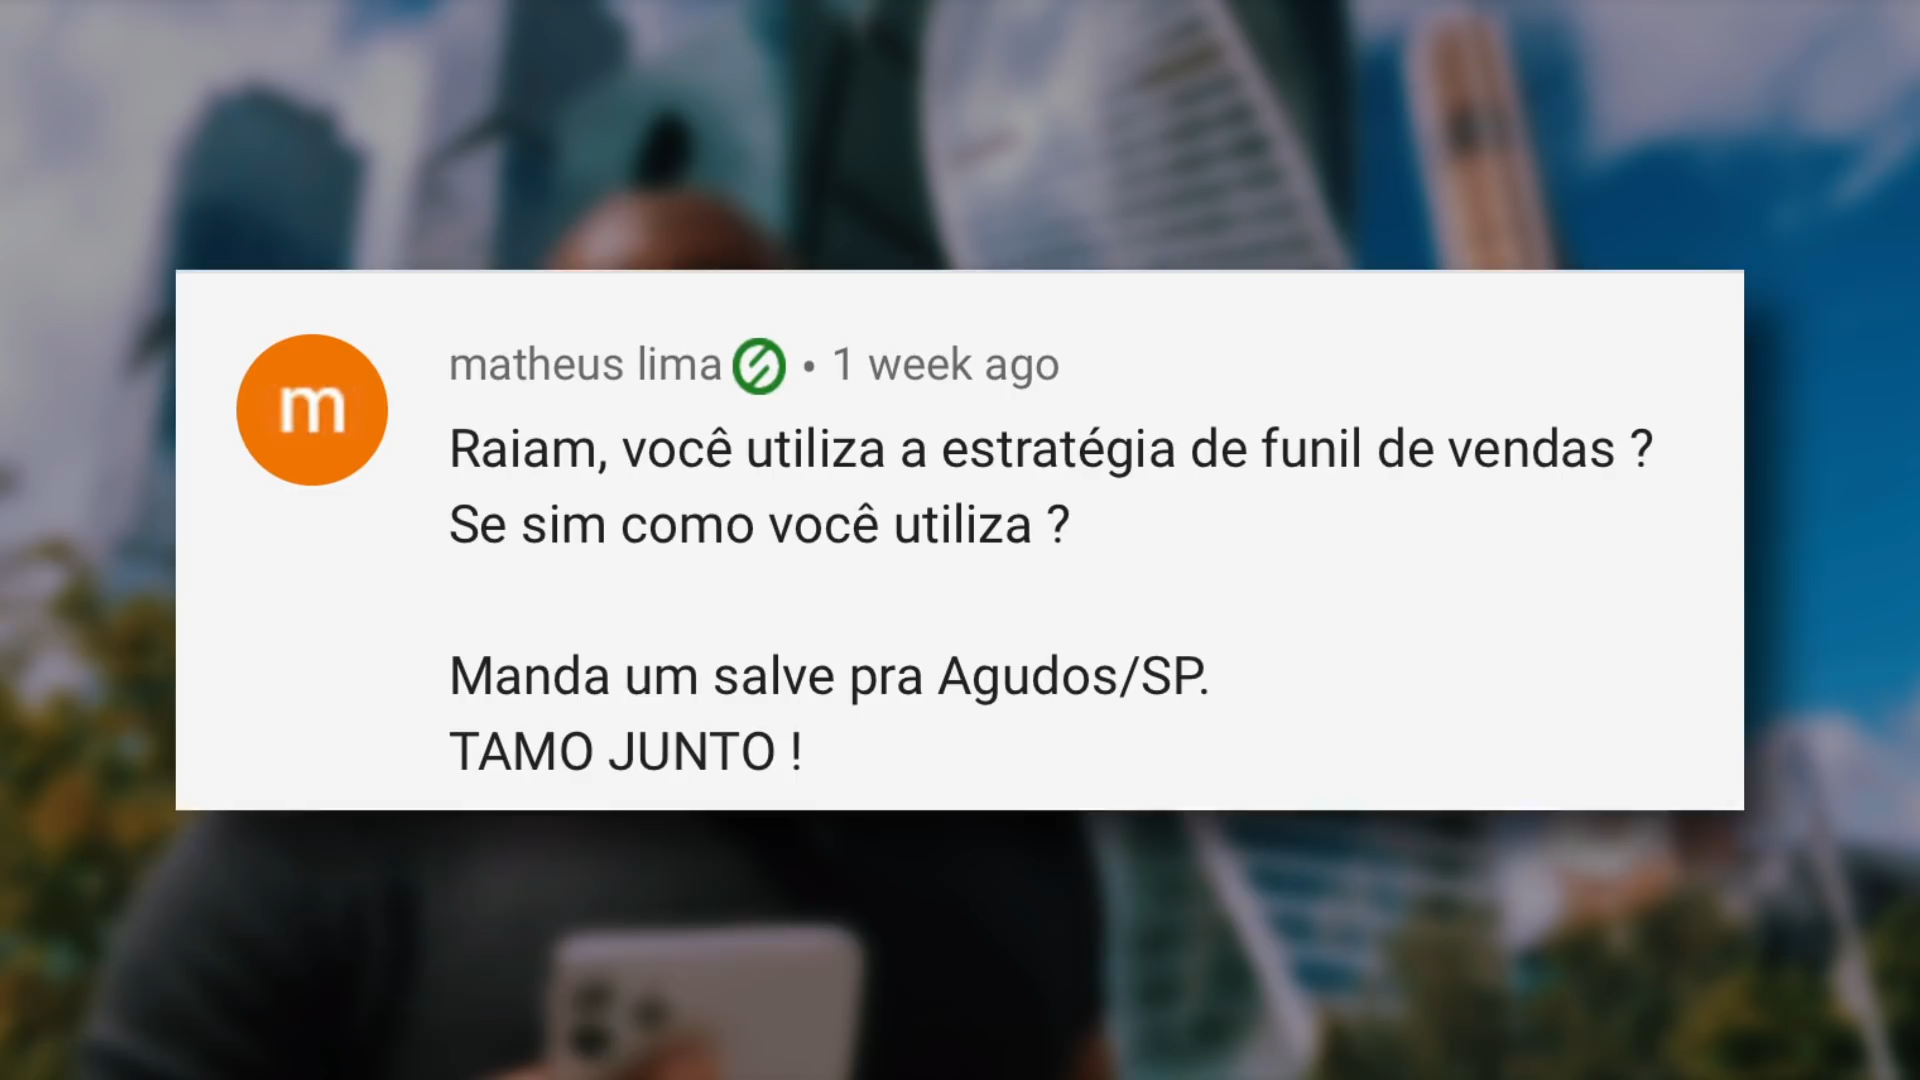 m
matheus lima • 1 week ago
Raiam, você utiliza a estratégia de funil de vendas ?
Se sim como você utiliza ?
Manda um salve pra Agudos/SP.
TAMO JUNTO !